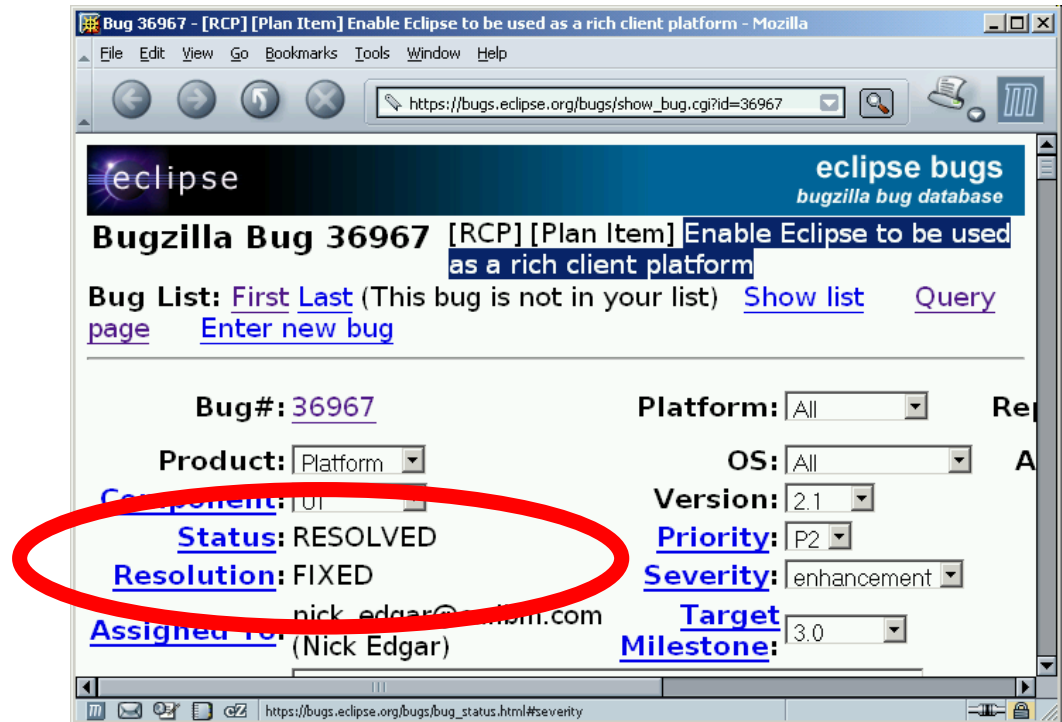 Bug 36967 - [RCP] [Plan Item] Enable Eclipse to be used as a rich client platform - Mozilla
File Edit View Go Bookmarks Tools Window Help
https://bugs.eclipse.org/bugs/show_bug.cgi?id=36967
eclipse
eclipse bugs
bugzilla bug database
Bugzilla Bug 36967 [RCP] [Plan Item] Enable Eclipse to be used
as a rich client platform
Bug List: First Last (This bug is not in your list) Show list Query
page Enter new bug
Bug#: 36967 Platform: All Rep
Product: Platform OS: All A
Component: UI Version: 2.1
Status: RESOLVED Priority: P2
Resolution: FIXED Severity: enhancement
Assigned To: (Nick Edgar) Target
Milestone: 3.0
https://bugs.eclipse.org/bugs/bug_status.html#severity